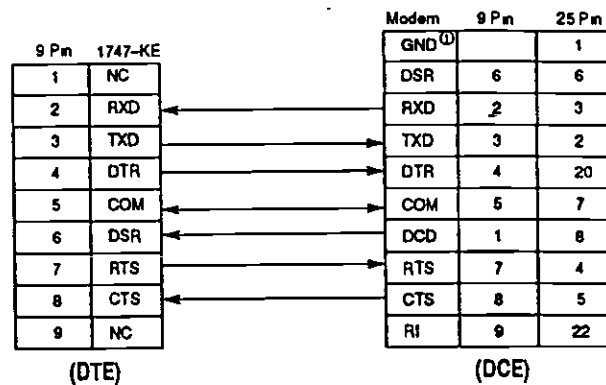 Modem 9 Pin 25 Pin
GND① 1
9 Pin 1747-KE
1 NC
DSR 6 6
2 RXD
RXD 2 3
3 TXD
TXD 3 2
4 DTR
DTR 4 20
5 COM
COM 5 7
6 DSR
DCD 1 8
7 RTS
RTS 7 4
8 CTS
CTS 8 5
9 NC
RI 9 22
(DTE)
(DCE)